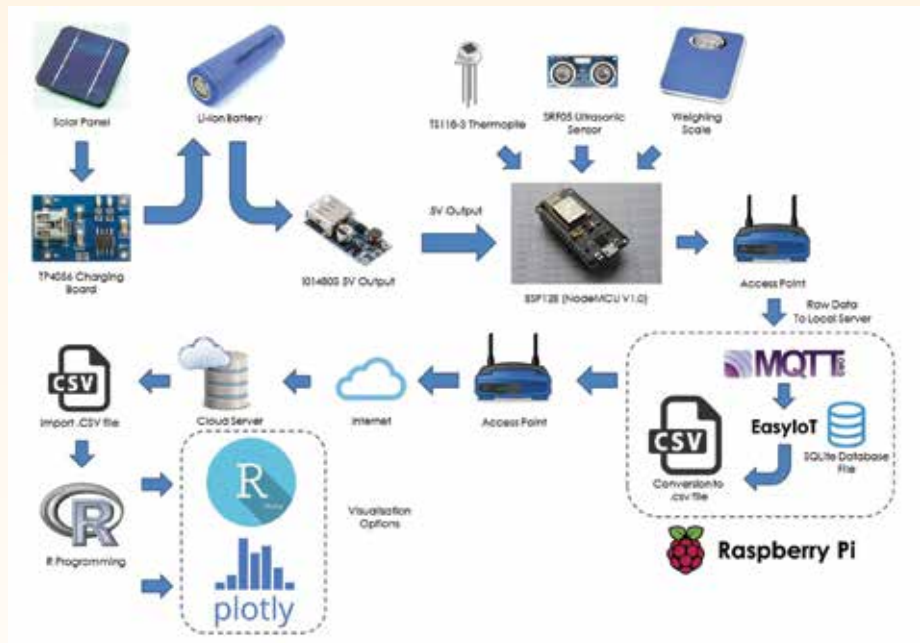 Solar Panel
Li-ion Battery
TS118-3 Thermopile
SRF05 Ultrasonic
Sensor
Weighing
Scale
TP4056 Charging
Board
5V Output
5V Output
ESP12E (NodeMCU V1.0)
Access Point
Raw Data
To Local Server
CSV
Import .CSV file
Cloud Server
Internet
Access Point
MQTT
EasyIoT
SQLite Database
File
CSV
Conversion to
.csv file
Raspberry Pi
R
R Programming
R
plotly
Visualisation
Options